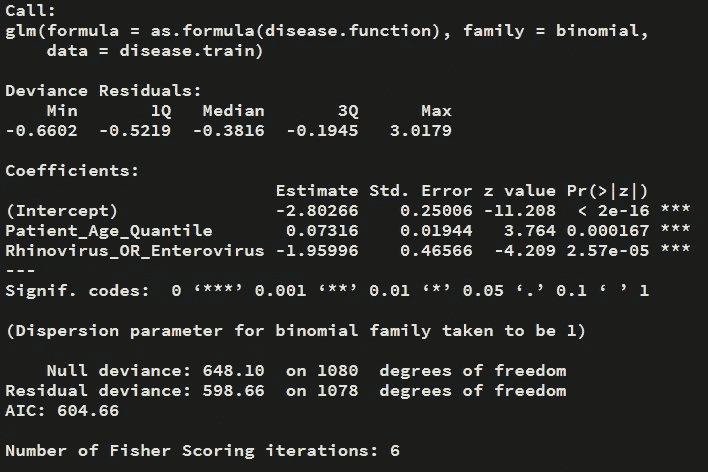 Call:
glm(formula = as.formula(disease.function), family = binomial,
    data = disease.train)
Deviance Residuals:
    Min       1Q   Median       3Q      Max
-0.6602  -0.5219  -0.3816  -0.1945   3.0179
Coefficients:
                          Estimate Std. Error z value Pr(>|z|)
(Intercept)               -2.80266    0.25006 -11.208  < 2e-16 ***
Patient_Age_Quantile       0.07316    0.01944   3.764 0.000167 ***
Rhinovirus_OR_Enterovirus -1.95996    0.46566  -4.209 2.57e-05 ***
---
Signif. codes:  0 ‘***’ 0.001 ‘**’ 0.01 ‘*’ 0.05 ‘.’ 0.1 ‘ ’ 1
(Dispersion parameter for binomial family taken to be 1)
    Null deviance: 648.10  on 1080  degrees of freedom
Residual deviance: 598.66  on 1078  degrees of freedom
AIC: 604.66
Number of Fisher Scoring iterations: 6